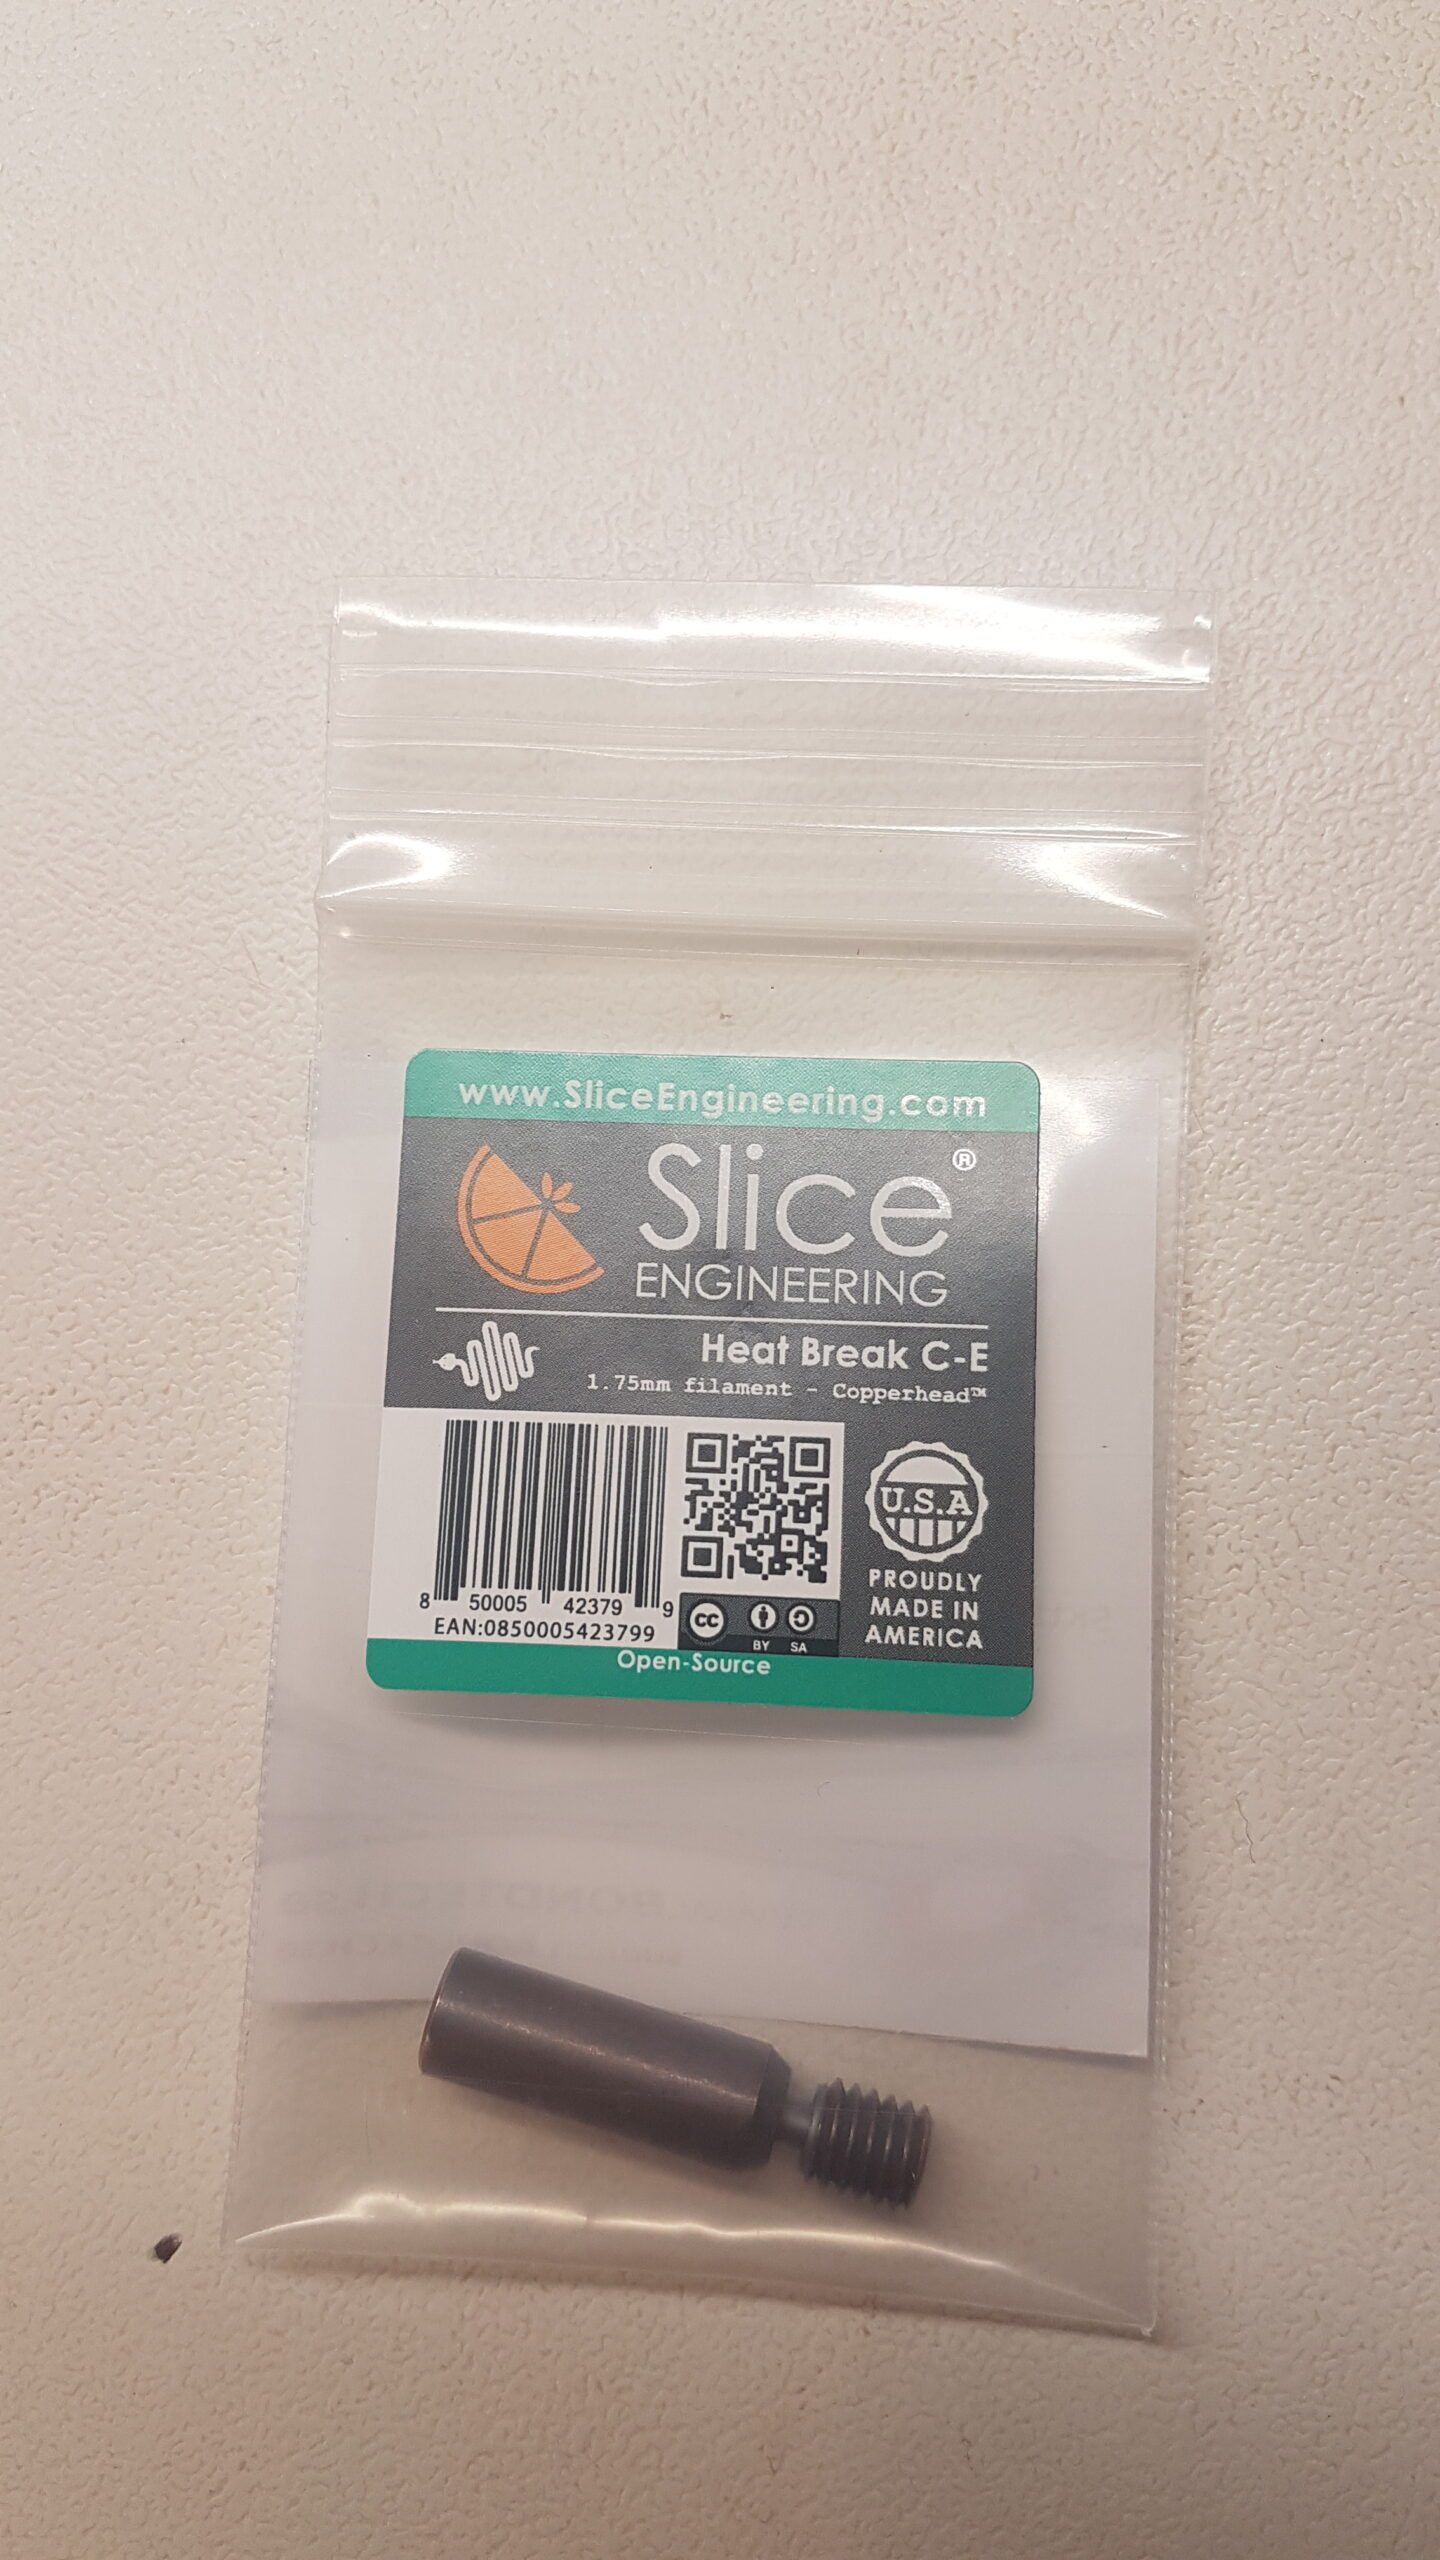 www.SliceEngineering.com
Slice®
ENGINEERING
Heat Break C-E
1.75mm filament - Copperhead™
8 50005 42379 9
EAN:0850005423799
cc BY SA
U.S.A
PROUDLY
MADE IN
AMERICA
Open-Source